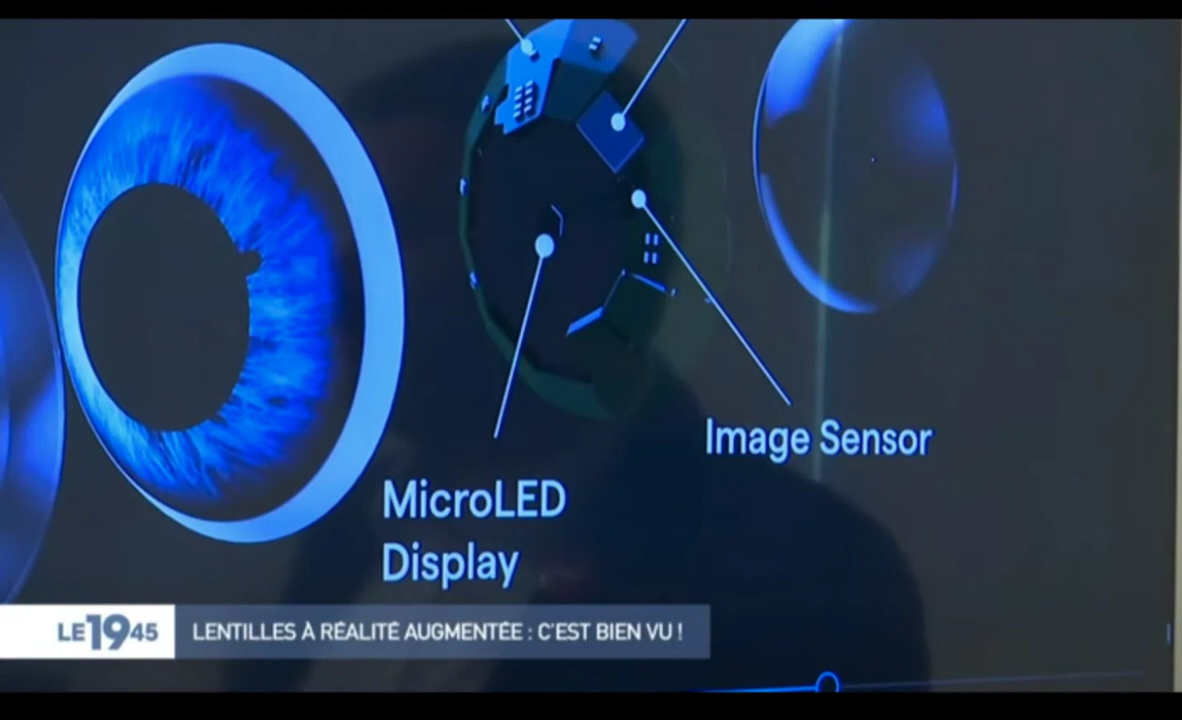 Image Sensor
MicroLED
Display
LE1945
LENTILLES À RÉALITÉ AUGMENTÉE : C'EST BIEN VU !